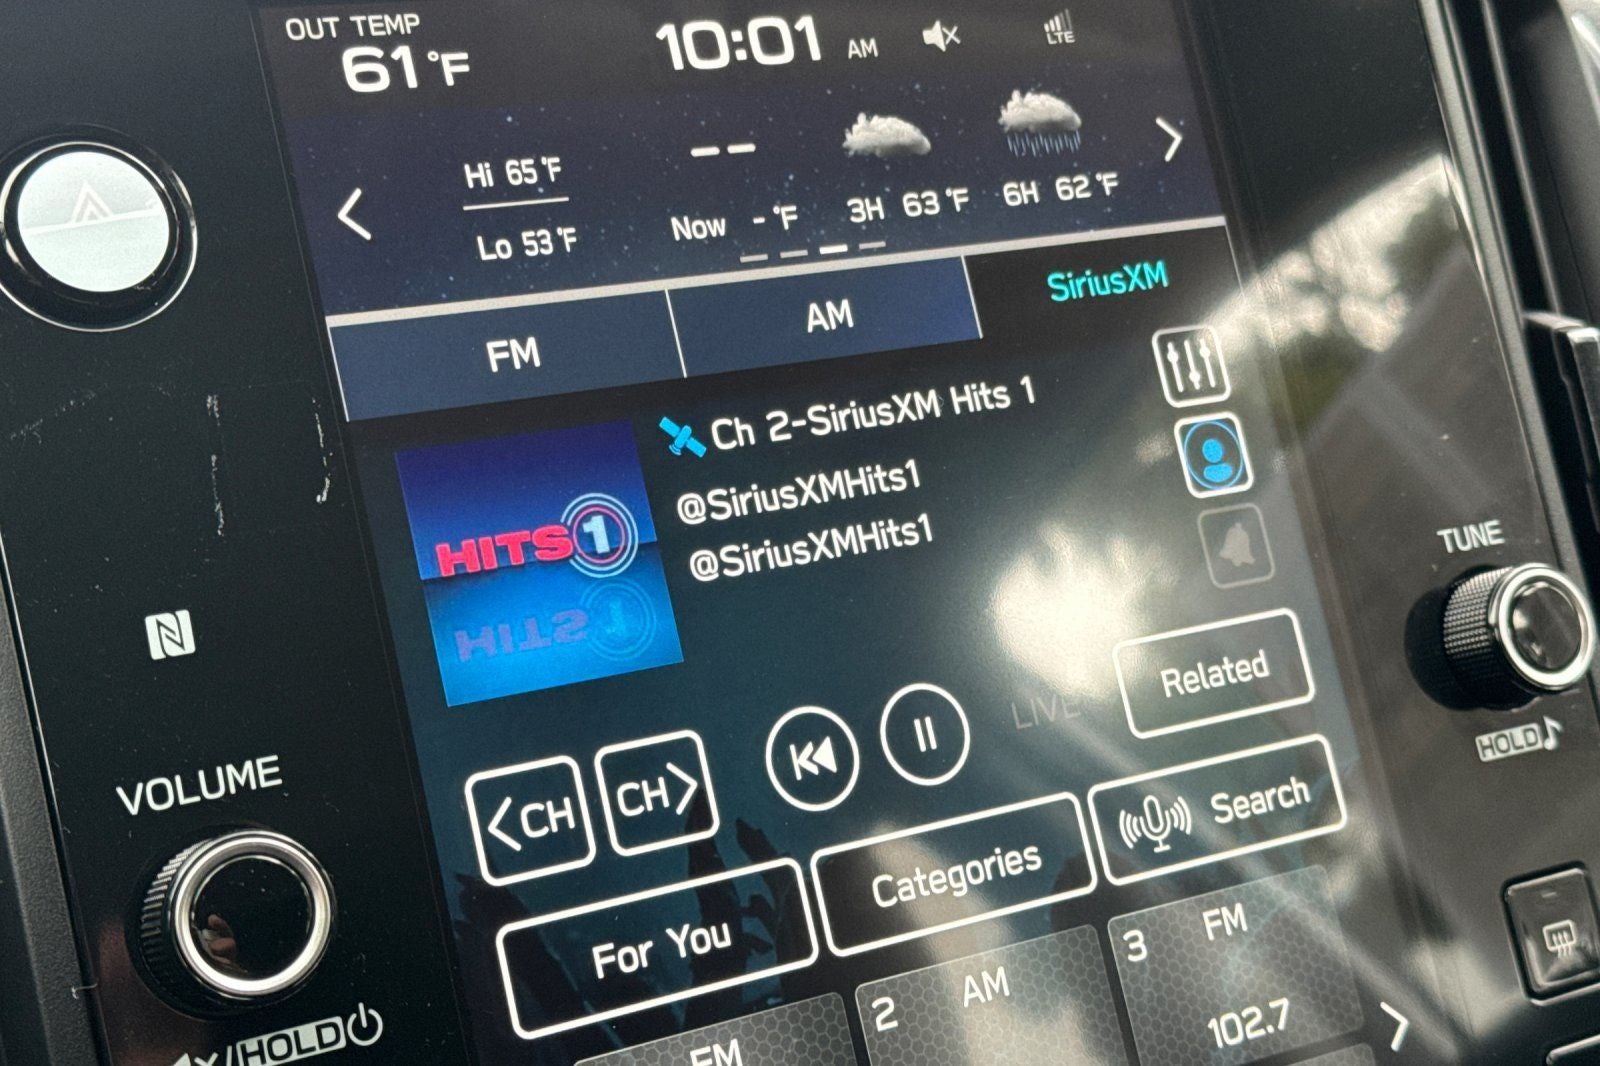 OUT TEMP
61°F
10:01 AM
LTE
Hi 65°F
Lo 53°F
--
Now -°F
3H 63°F
6H 62°F
FM
AM
SiriusXM
Ch 2-SiriusXM Hits 1
@SiriusXMHits1
@SiriusXMHits1
HITS 1
HITS 1
LIVE
Related
<CH
CH>
Search
For You
Categories
FM
2 AM
3 FM
102.7
VOLUME
/HOLD
TUNE
HOLD
N